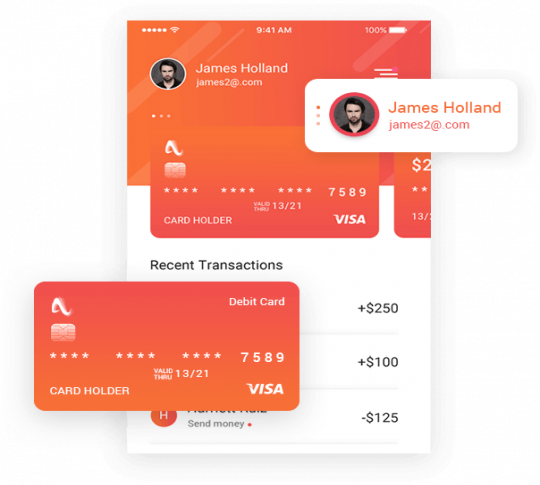 9:41 AM 100%
James Holland
james2@.com
James Holland
james2@.com
$2
**** **** **** 7589
**
VALID THRU 13/21
13/2
CARD HOLDER VISA
Recent Transactions
+$250
Debit Card
**** **** **** 7589
+$100
VALID THRU 13/21
CARD HOLDER VISA
H
-$125
Send money